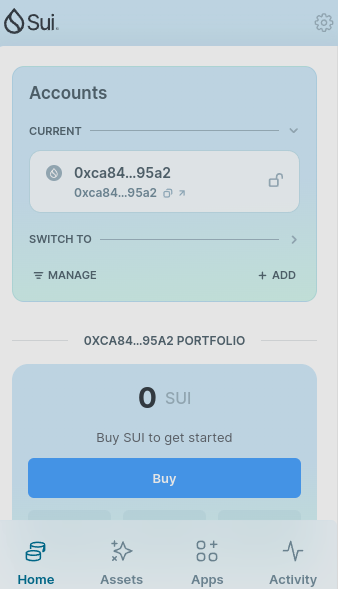 Sui.
Accounts
CURRENT
0xca84...95a2
0xca84...95a2
SWITCH TO
MANAGE
+ ADD
0XCA84...95A2 PORTFOLIO
0 SUI
Buy SUI to get started
Buy
Home Assets Apps Activity